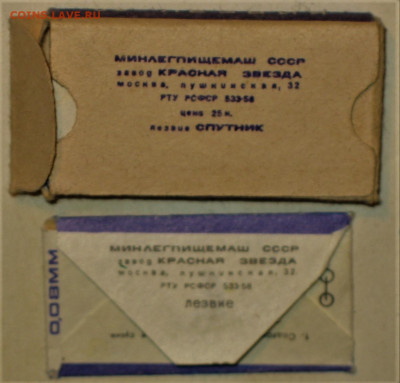 COINS.LAVE.RU
МИНЛЕГПИЩЕМАШ СССР
завод КРАСНАЯ ЗВЕЗДА
москва, пушкинская, 32
РТУ РСФСР 533-58
цена 25 к.
лезвия СПУТНИК
МИНЛЕГПИЩЕМАШ СССР
завод КРАСНАЯ ЗВЕЗДА
москва, пушкинская, 32
РТУ РСФСР 533-58
лезвие
0,08мм